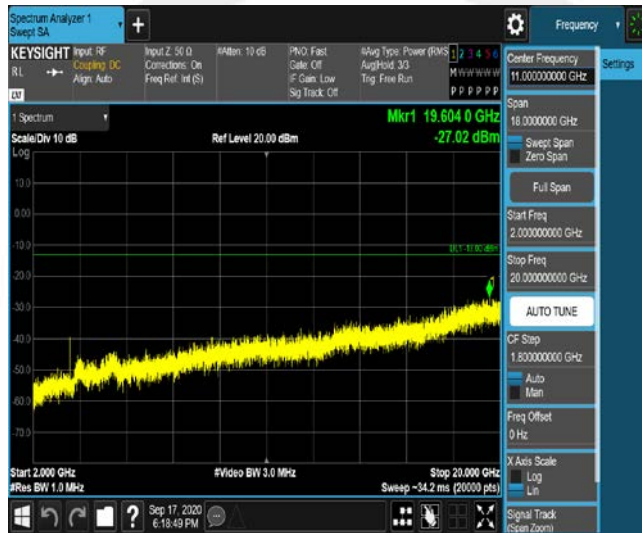 Spectrum Analyzer 1
Swept SA
+
Frequency
KEYSIGHT
RL
LXI
Input: RF
Coupling: DC
Align: Auto
Input Z: 50 Ω
Corrections: On
Freq Ref: Int (S)
#Atten: 10 dB
PNO: Fast
Gate: Off
IF Gain: Low
Sig Track: Off
#Avg Type: Power (RMS
Avg|Hold: 3/3
Trig: Free Run
1 2 3 4 5 6
M W W W W W
P P P P P P
1 Spectrum
Scale/Div 10 dB
Log
Ref Level 20.00 dBm
Mkr1 19.604 0 GHz
-27.02 dBm
10.0
0.00
-10.0
-20.0
-30.0
-40.0
-50.0
-60.0
-70.0
DL1 -13.00 dBm
Start 2.000 GHz
#Res BW 1.0 MHz
#Video BW 3.0 MHz
Stop 20.000 GHz
Sweep ~34.2 ms (20000 pts)
Sep 17, 2020
6:18:49 PM
?
Center Frequency
11.000000000 GHz
Settings
Span
18.0000000 GHz
Swept Span
Zero Span
Full Span
Start Freq
2.000000000 GHz
Stop Freq
20.000000000 GHz
AUTO TUNE
CF Step
1.800000000 GHz
Auto
Man
Freq Offset
0 Hz
X Axis Scale
Log
Lin
Signal Track
(Span Zoom)